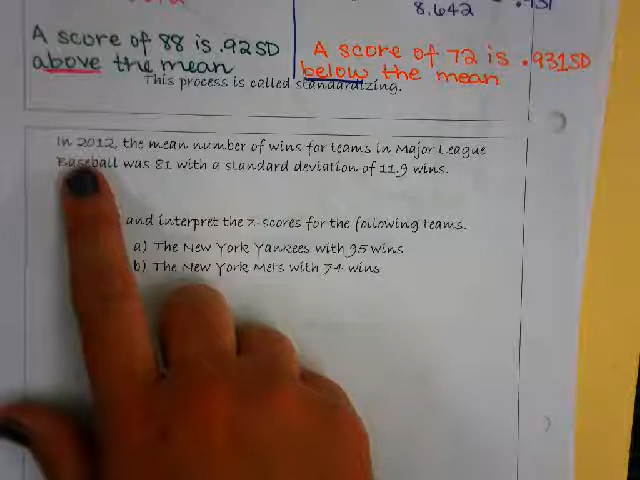 8.642
.931
A score of 88 is .92SD
above the mean
A score of 72 is .931SD
below the mean
This process is called standardizing.
In 2012, the mean number of wins for teams in Major League
Baseball was 81 with a standard deviation of 11.9 wins.
and interpret the z-scores for the following teams.
a) The New York Yankees with 95 wins
b) The New York Mets with 74 wins